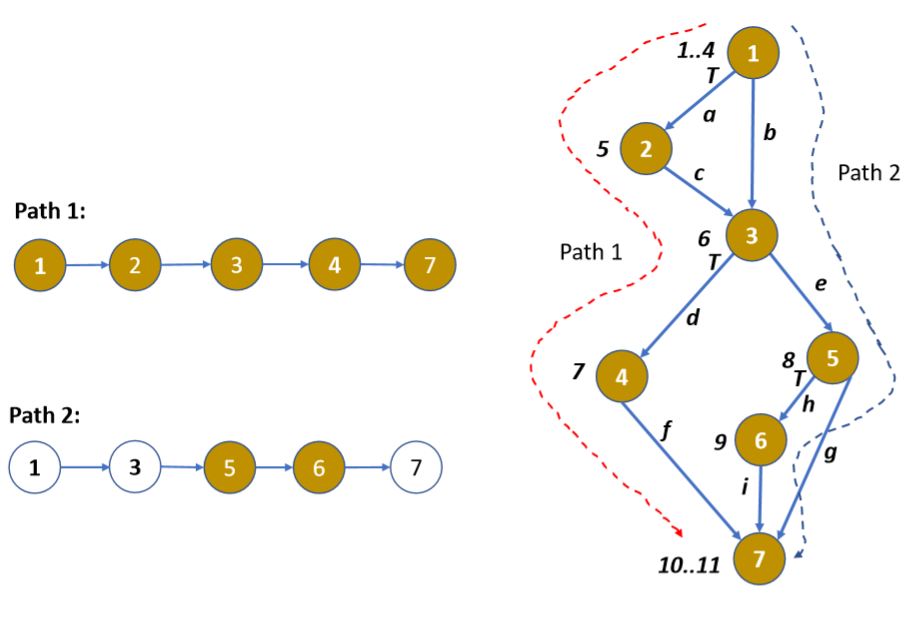 Path 1:
1 2 3 4 7
Path 2:
1 3 5 6 7
1..4 1
T
a
b
5 2
c
Path 2
6 3
T
Path 1
e
d
8 5
7 4
T
h
f
9 6
g
i
10..11 7